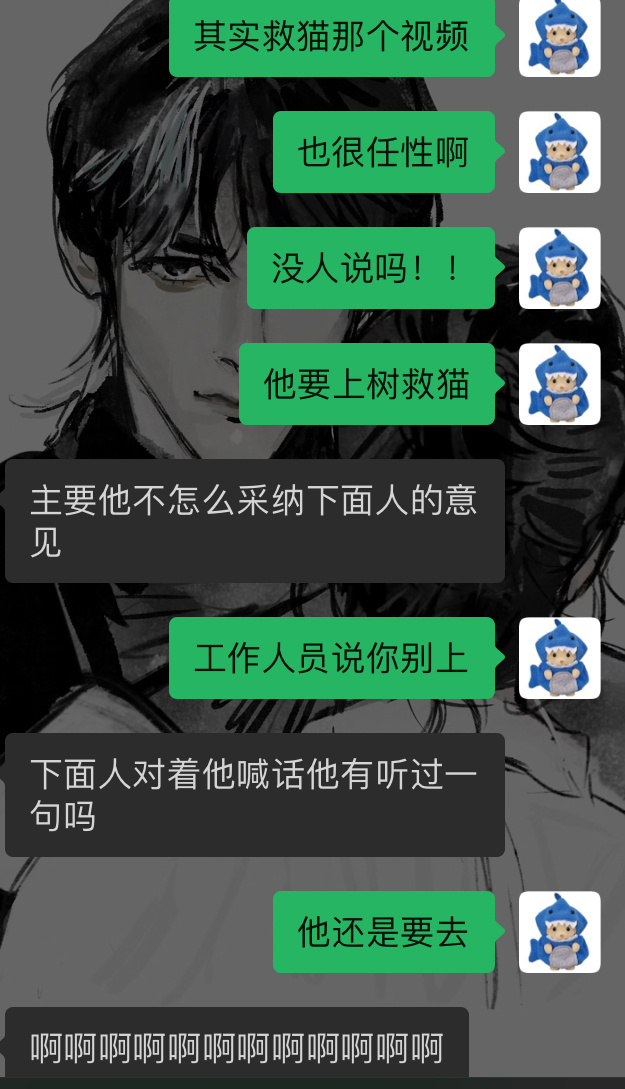 其实救猫那个视频
也很任性啊
没人说吗！！
他要上树救猫
主要他不怎么采纳下面人的意
见
工作人员说你别上
下面人对着他喊话他有听过一
句吗
他还是要去
啊啊啊啊啊啊啊啊啊啊啊啊